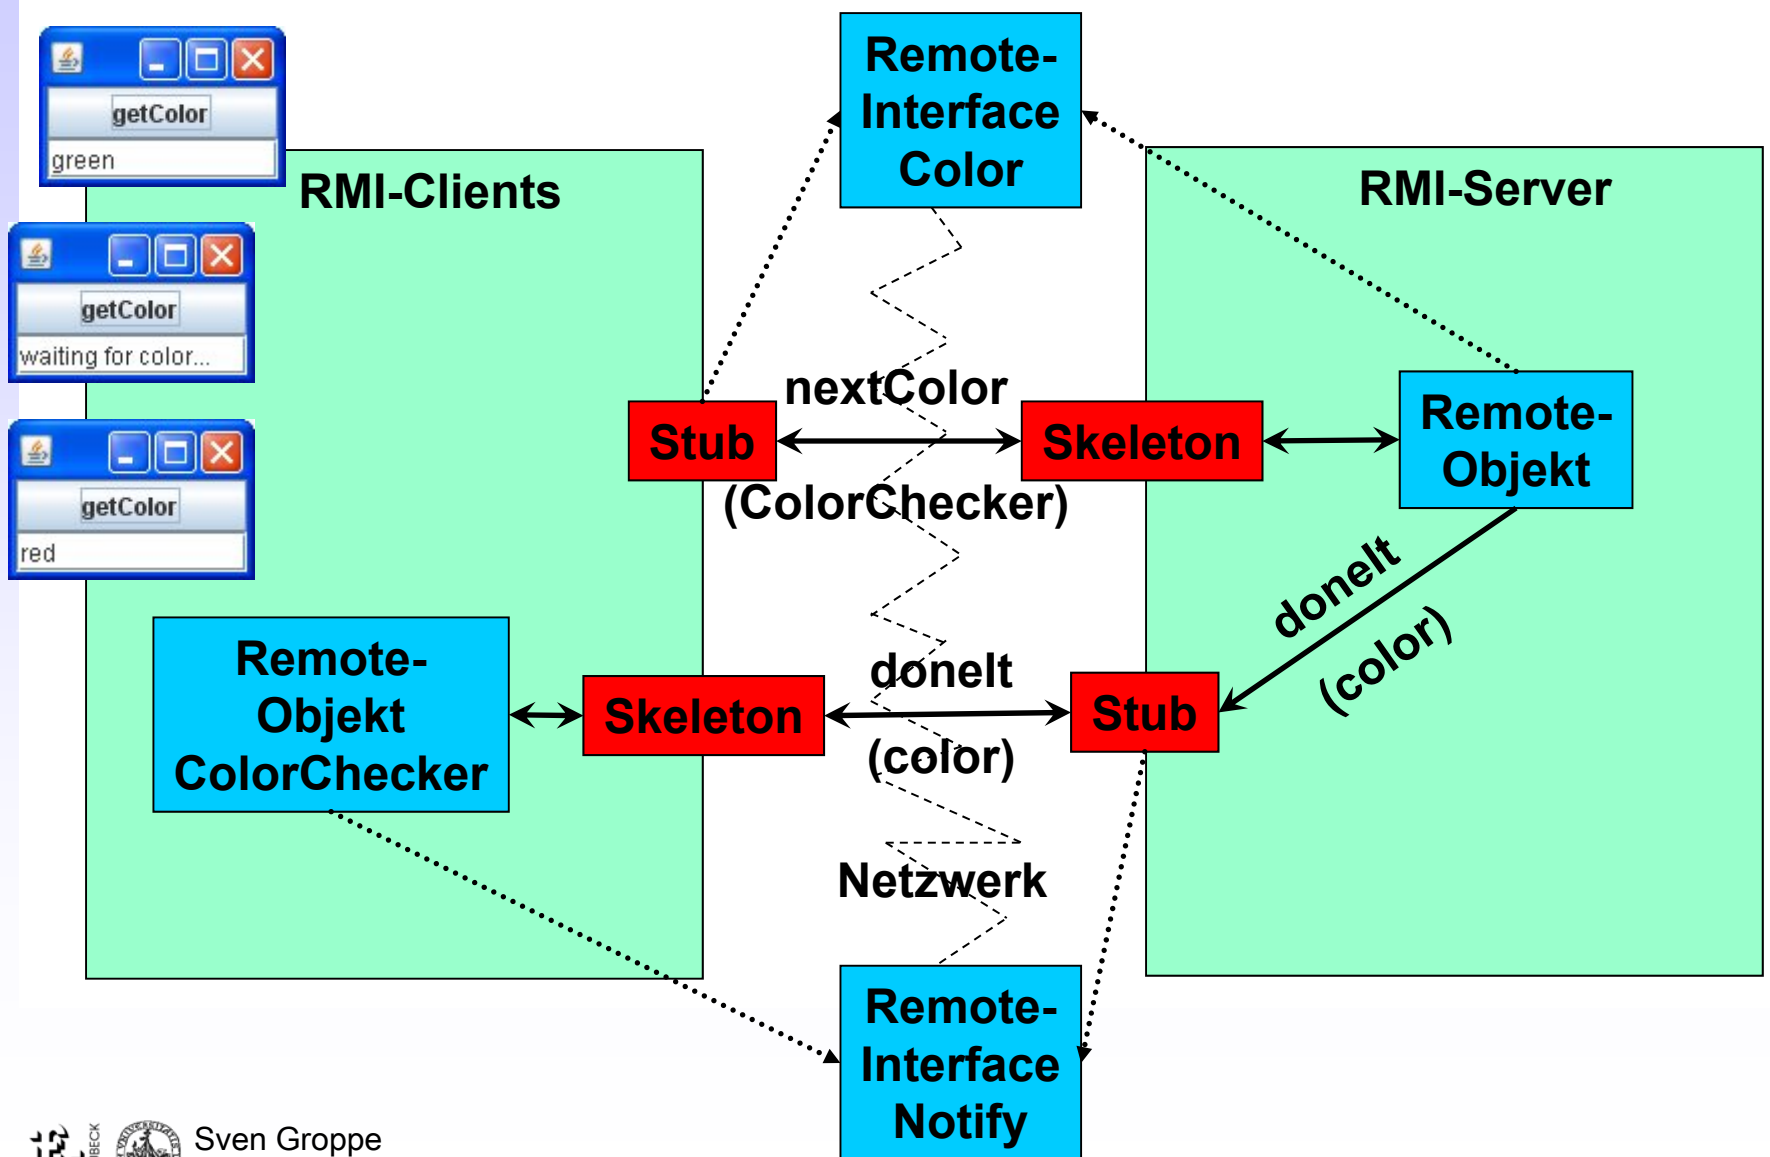 getColor
green
getColor
waiting for color...
getColor
red
RMI-Clients
Remote-
Interface
Color
RMI-Server
nextColor
Stub
Skeleton
(ColorChecker)
Remote-
Objekt
doneIt
(color)
Remote-
Objekt
ColorChecker
Skeleton
doneIt
(color)
Stub
Netzwerk
Remote-
Interface
Notify
Sven Groppe